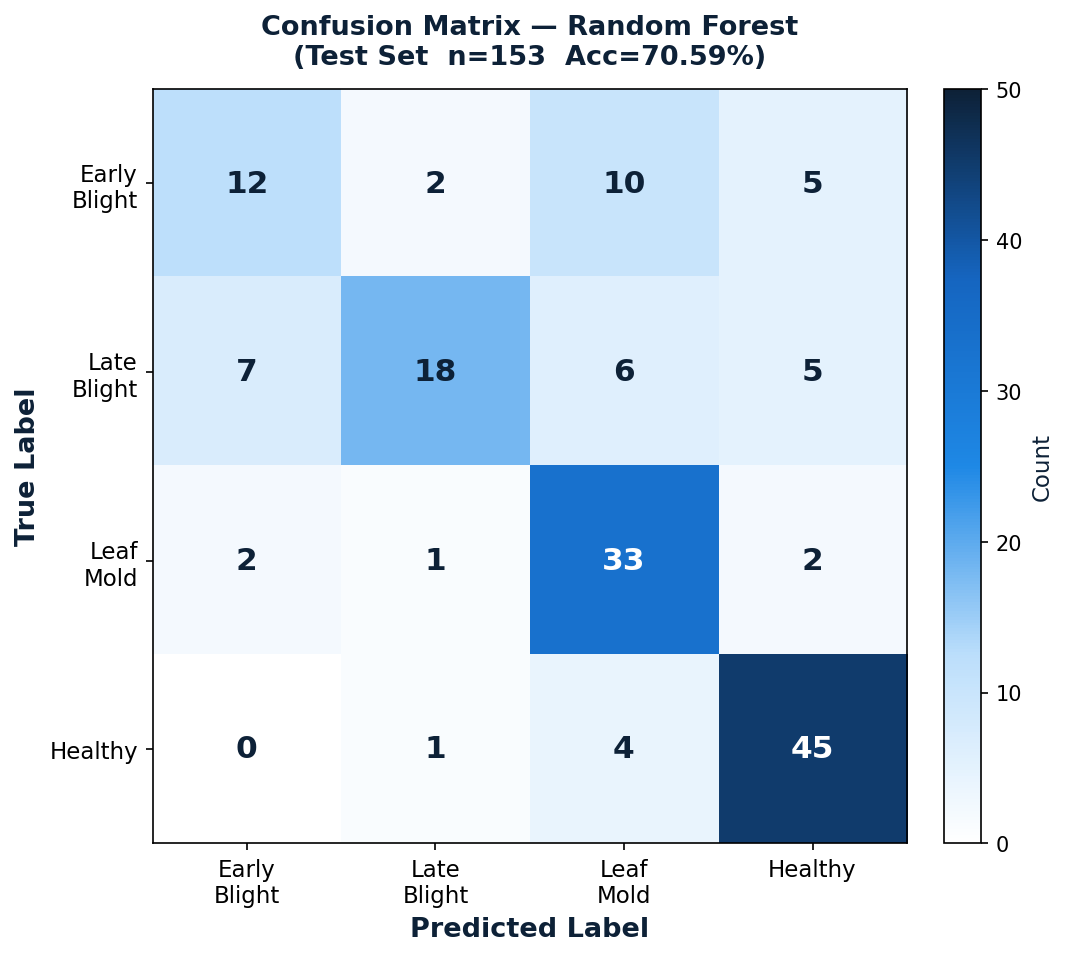 Confusion Matrix — Random Forest
(Test Set  n=153  Acc=70.59%)
True Label
Early
Blight
12 2 10 5
Late
Blight
7 18 6 5
Leaf
Mold
2 1 33 2
Healthy
0 1 4 45
Early
Blight
Late
Blight
Leaf
Mold
Healthy
Predicted Label
50
40
30
20
10
0
Count